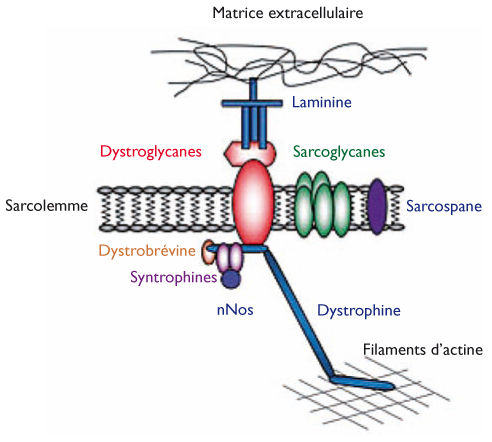 Matrice extracellulaire
Laminine
Dystroglycanes
Sarcoglycanes
Sarcolemme
Sarcospane
Dystrobrévine
Syntrophines
nNos
Dystrophine
Filaments d'actine